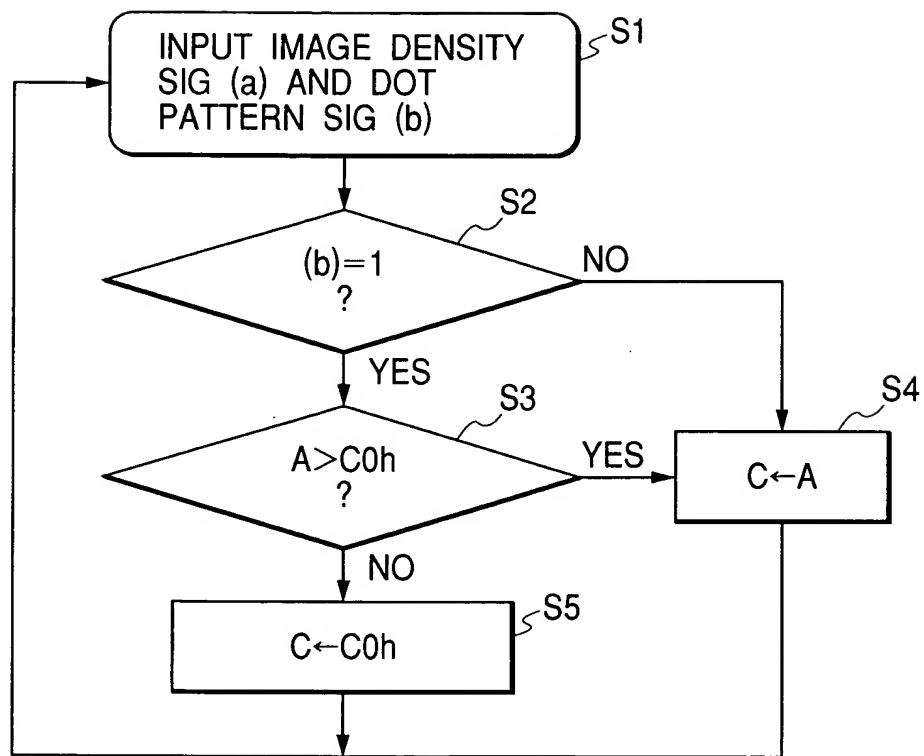 INPUT IMAGE DENSITY
SIG (a) AND DOT
PATTERN SIG (b)
S1
S2
(b)=1
?
NO
YES
S3
A>C0h
?
YES
S4
C←A
NO
S5
C←C0h